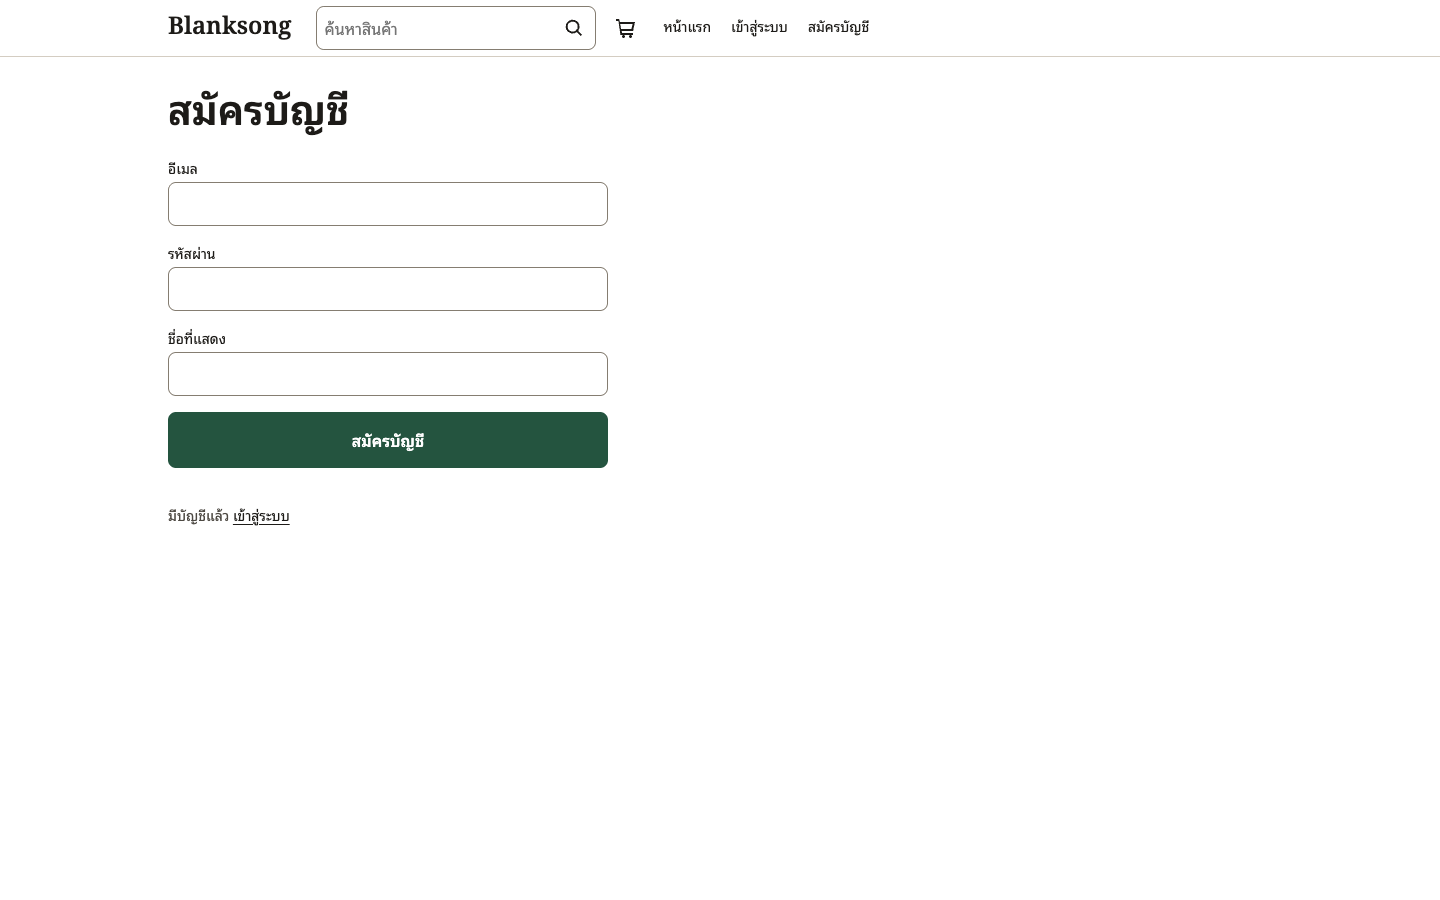 Blanksong
ค้นหาสินค้า
หน้าแรก เข้าสู่ระบบ สมัครบัญชี
สมัครบัญชี
อีเมล
รหัสผ่าน
ชื่อที่แสดง
สมัครบัญชี
มีบัญชีแล้ว เข้าสู่ระบบ